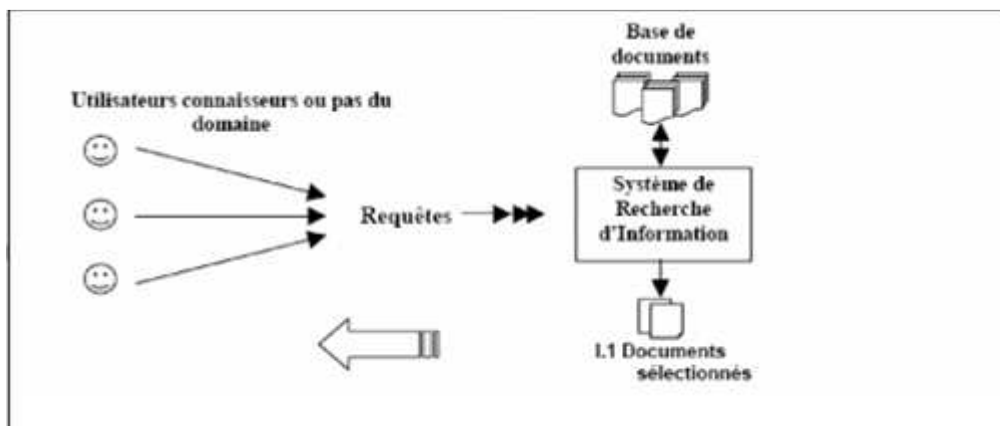 Utilisateurs connaisseurs ou pas du
domaine
Requêtes
Base de
documents
Système de
Recherche
d'Information
I.1 Documents
sélectionnés